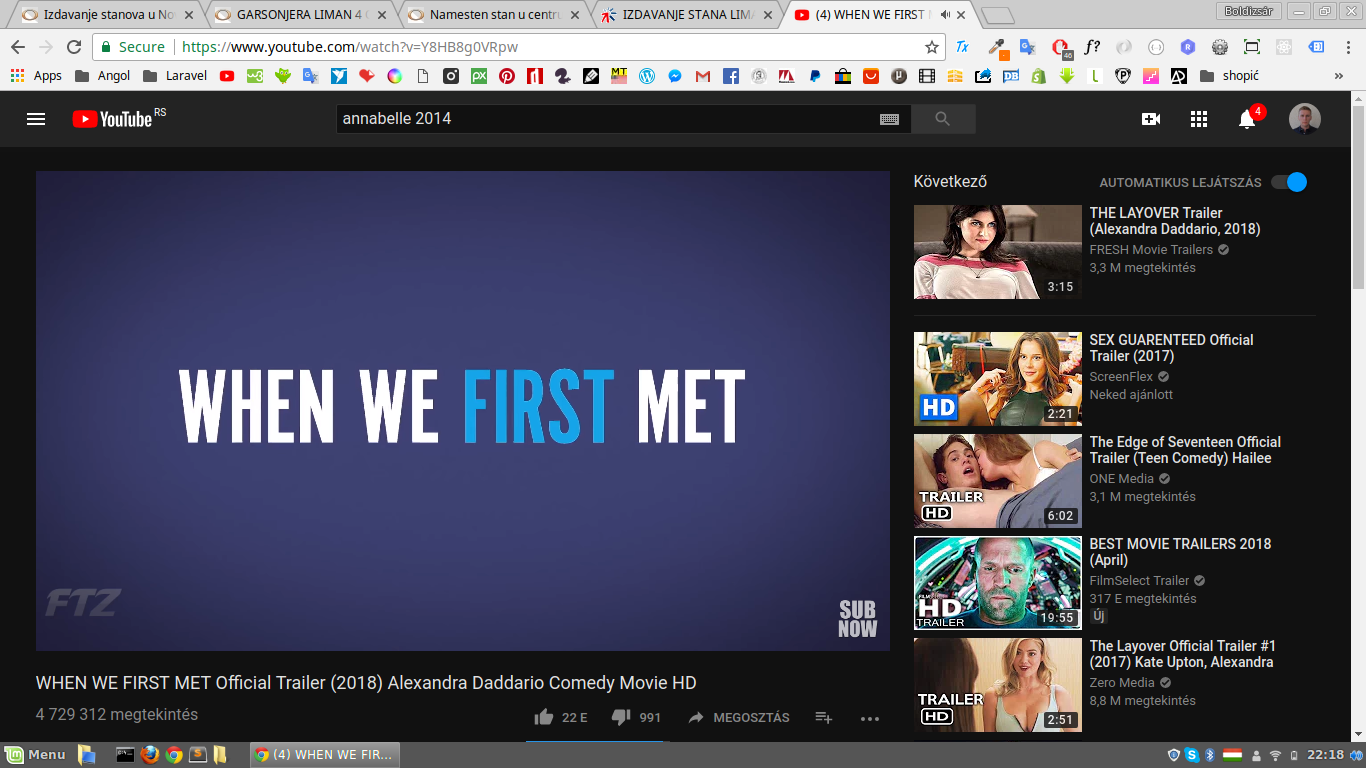 Izdavanje stanova u No
GARSONJERA LIMAN 4
Namesten stan u centr
IZDAVANJE STANA LIMA
(4) WHEN WE FIRST
Boldizsár
Secure
https://www.youtube.com/watch?v=Y8HB8g0VRpw
Apps
Angol
Laravel
shopić
YouTube RS
annabelle 2014
4
WHEN WE FIRST MET
FTZ
SUB
NOW
WHEN WE FIRST MET Official Trailer (2018) Alexandra Daddario Comedy Movie HD
4 729 312 megtekintés
22 E
991
MEGOSZTÁS
Következő
AUTOMATIKUS LEJÁTSZÁS
3:15
THE LAYOVER Trailer
(Alexandra Daddario, 2018)
FRESH Movie Trailers
3,3 M megtekintés
HD
2:21
SEX GUARENTEED Official
Trailer (2017)
ScreenFlex
Neked ajánlott
TRAILER
HD
6:02
The Edge of Seventeen Official
Trailer (Teen Comedy) Hailee
ONE Media
3,1 M megtekintés
HD
TRAILER
19:55
BEST MOVIE TRAILERS 2018
(April)
FilmSelect Trailer
317 E megtekintés
Új
TRAILER
HD
2:51
The Layover Official Trailer #1
(2017) Kate Upton, Alexandra
Zero Media
8,8 M megtekintés
Menu
(4) WHEN WE FIR...
22:18